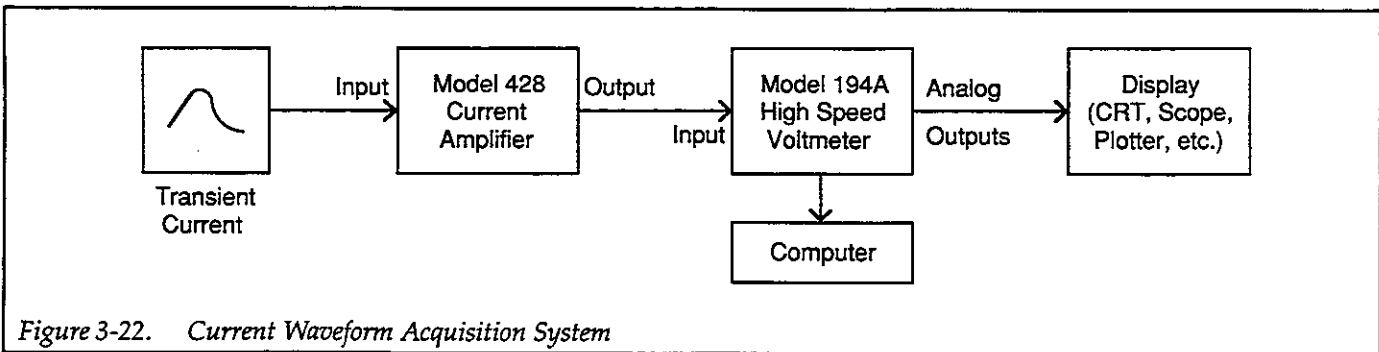 Transient
Current
Input
Model 428
Current
Amplifier
Output
Input
Model 194A
High Speed
Voltmeter
Analog
Outputs
Display
(CRT, Scope,
Plotter, etc.)
Computer
Figure 3-22. Current Waveform Acquisition System